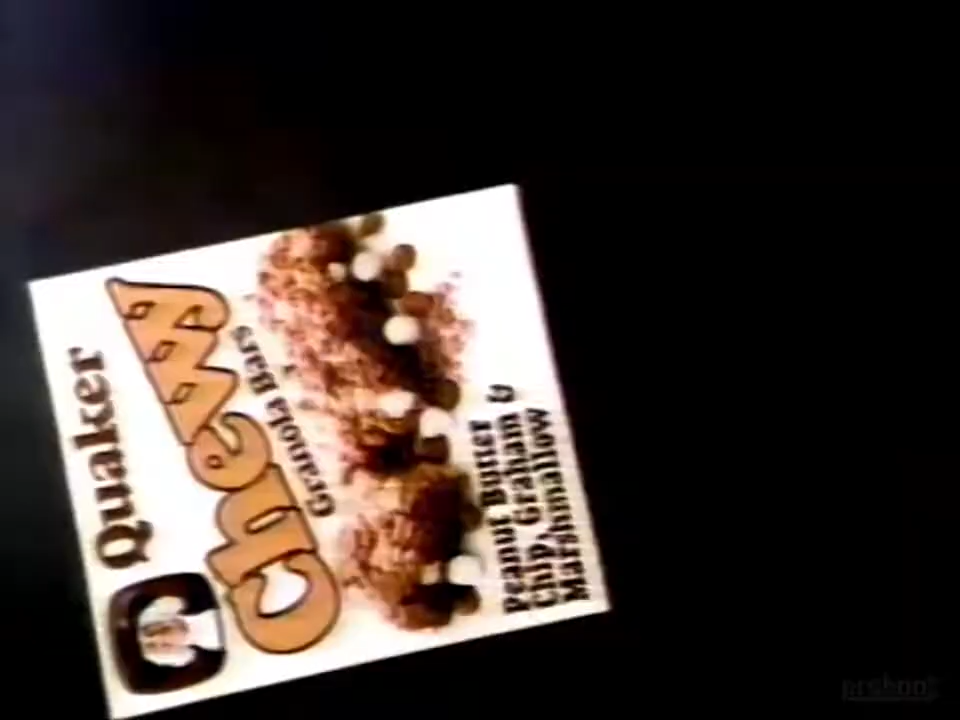 Quaker
Chewy
Granola Bars
Peanut Butter
Chip, Graham &
Marshmallow